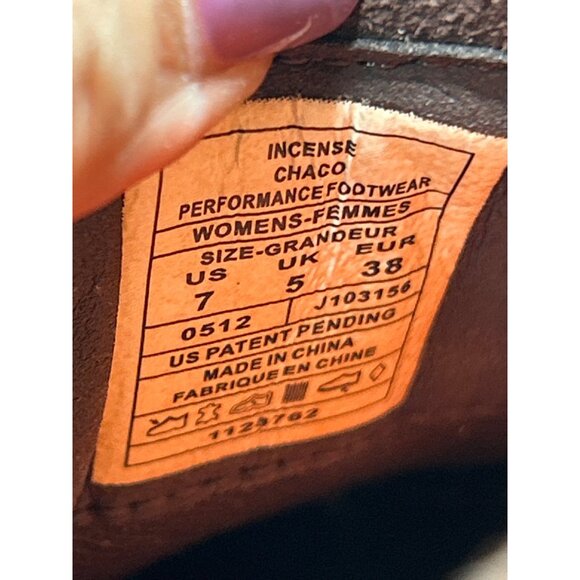 INCENSE
CHACO
PERFORMANCE FOOTWEAR
WOMENS-FEMMES
SIZE-GRANDEUR
US UK EUR
7 5 38
0512 J103156
US PATENT PENDING
MADE IN CHINA
FABRIQUE EN CHINE
1123762